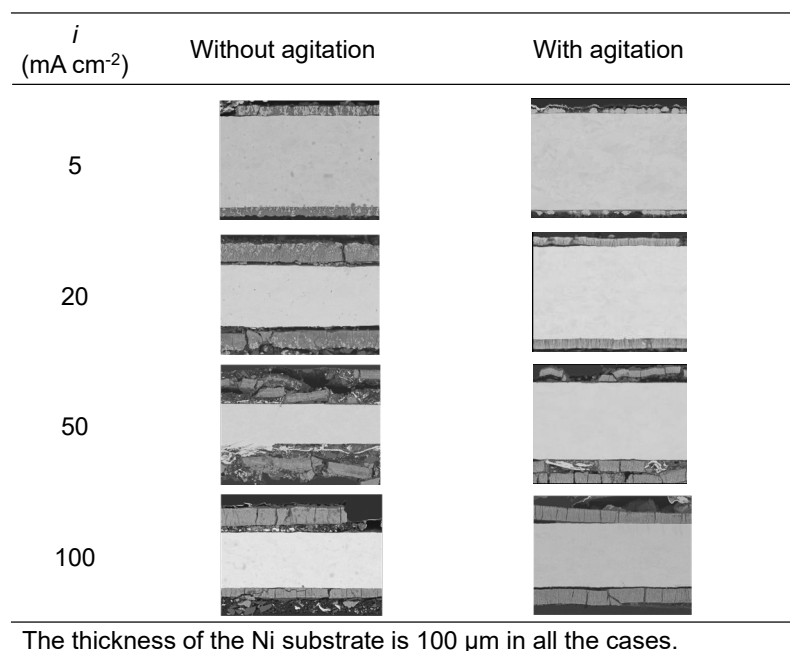 i
(mA cm-2)
Without agitation
With agitation
5
20
50
100
The thickness of the Ni substrate is 100 μm in all the cases.